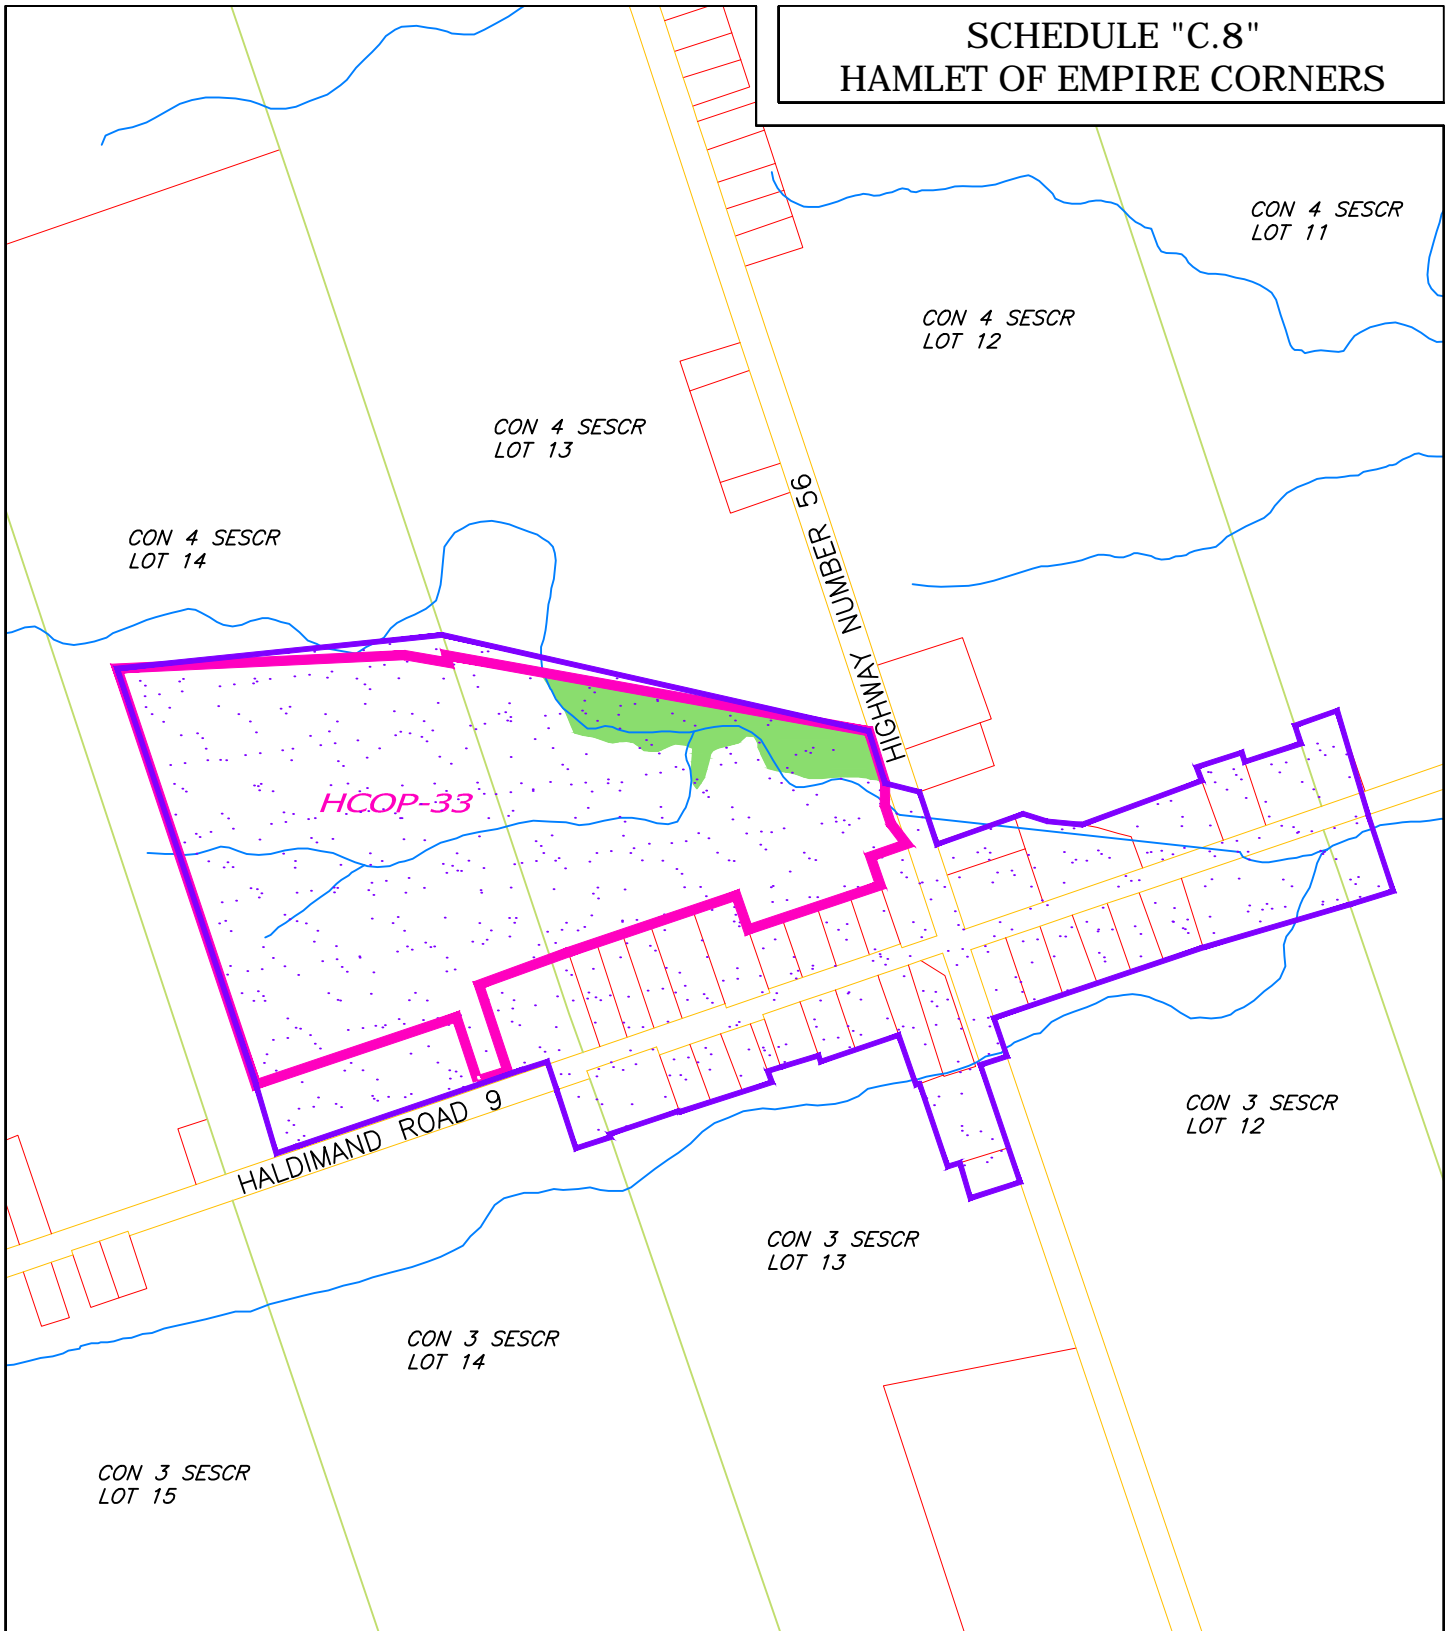 SCHEDULE "C.8"
HAMLET OF EMPIRE CORNERS
CON 4 SESCR
LOT 11
CON 4 SESCR
LOT 12
CON 4 SESCR
LOT 13
CON 4 SESCR
LOT 14
HIGHWAY NUMBER 56
HCOP-33
HALDIMAND ROAD 9
CON 3 SESCR
LOT 12
CON 3 SESCR
LOT 13
CON 3 SESCR
LOT 14
CON 3 SESCR
LOT 15